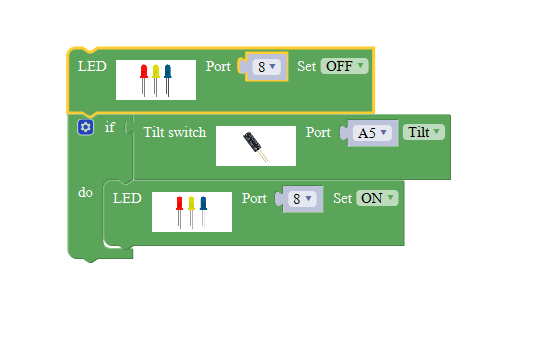 LED Port 8 Set OFF
if Tilt switch Port A5 Tilt
do LED Port 8 Set ON